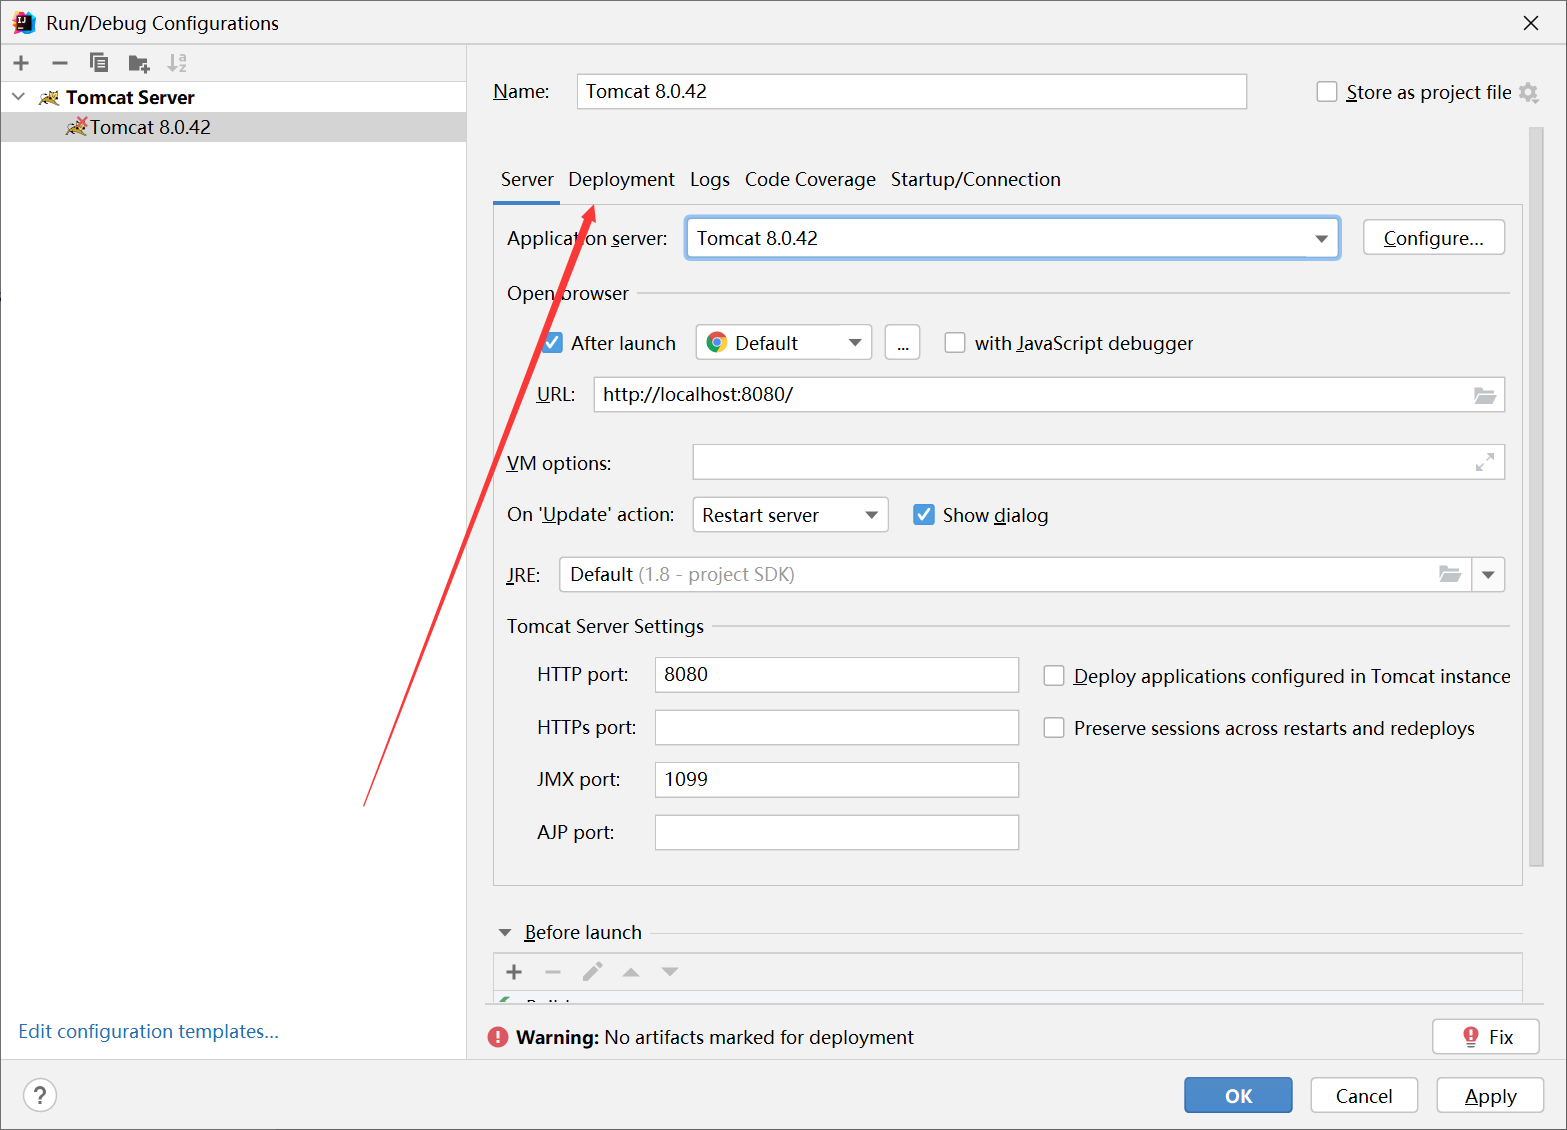 Run/Debug Configurations
Tomcat Server
Tomcat 8.0.42
Name: Tomcat 8.0.42 Store as project file
Server Deployment Logs Code Coverage Startup/Connection
Application server: Tomcat 8.0.42 Configure...
Open browser
After launch Default ... with JavaScript debugger
URL: http://localhost:8080/
VM options:
On 'Update' action: Restart server Show dialog
JRE: Default (1.8 - project SDK)
Tomcat Server Settings
HTTP port: 8080 Deploy applications configured in Tomcat instance
HTTPs port: Preserve sessions across restarts and redeploys
JMX port: 1099
AJP port:
Before launch
Edit configuration templates...
Warning: No artifacts marked for deployment Fix
? OK Cancel Apply